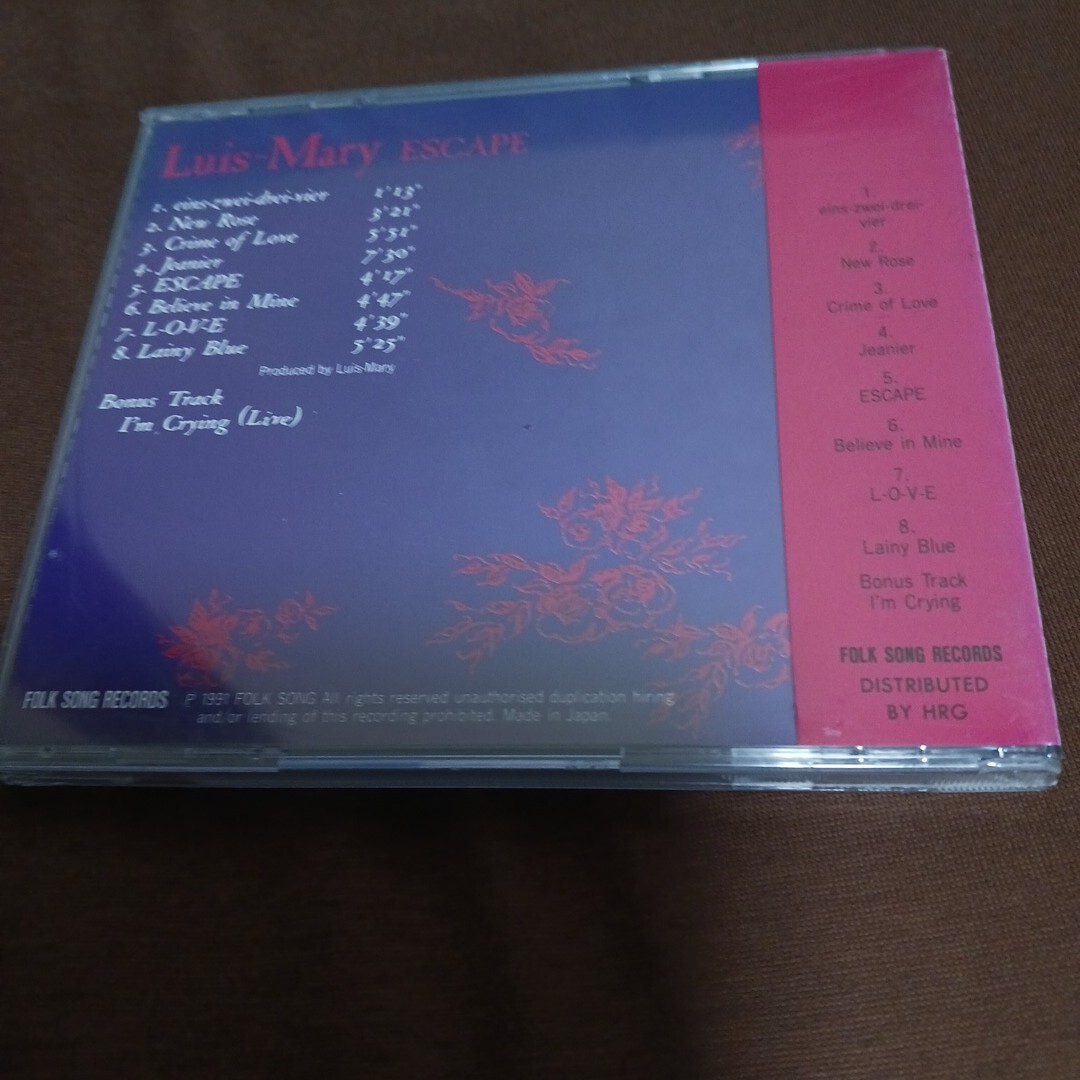 Luis-Mary ESCAPE
1. eins-zwei-drei-vier 1'13"
2. New Rose 3'21"
3. Crime of Love 5'51"
4. Jeanier 7'30"
5. ESCAPE 4'17"
6. Believe in Mine 4'47"
7. L-O-V-E 4'39"
8. Lainy Blue 5'25"
Produced by Luis-Mary
Bonus Track
I'm Crying (Live)
FOLK SONG RECORDS P 1991 FOLK SONG All rights reserved unauthorised duplication hiring
and/or lending of this recording prohibited. Made in Japan.
1.
eins-zwei-drei-
vier
2.
New Rose
3.
Crime of Love
4.
Jeanier
5.
ESCAPE
6.
Believe in Mine
7.
L-O-V-E
8.
Lainy Blue
Bonus Track
I'm Crying
FOLK SONG RECORDS
DISTRIBUTED
BY HRG